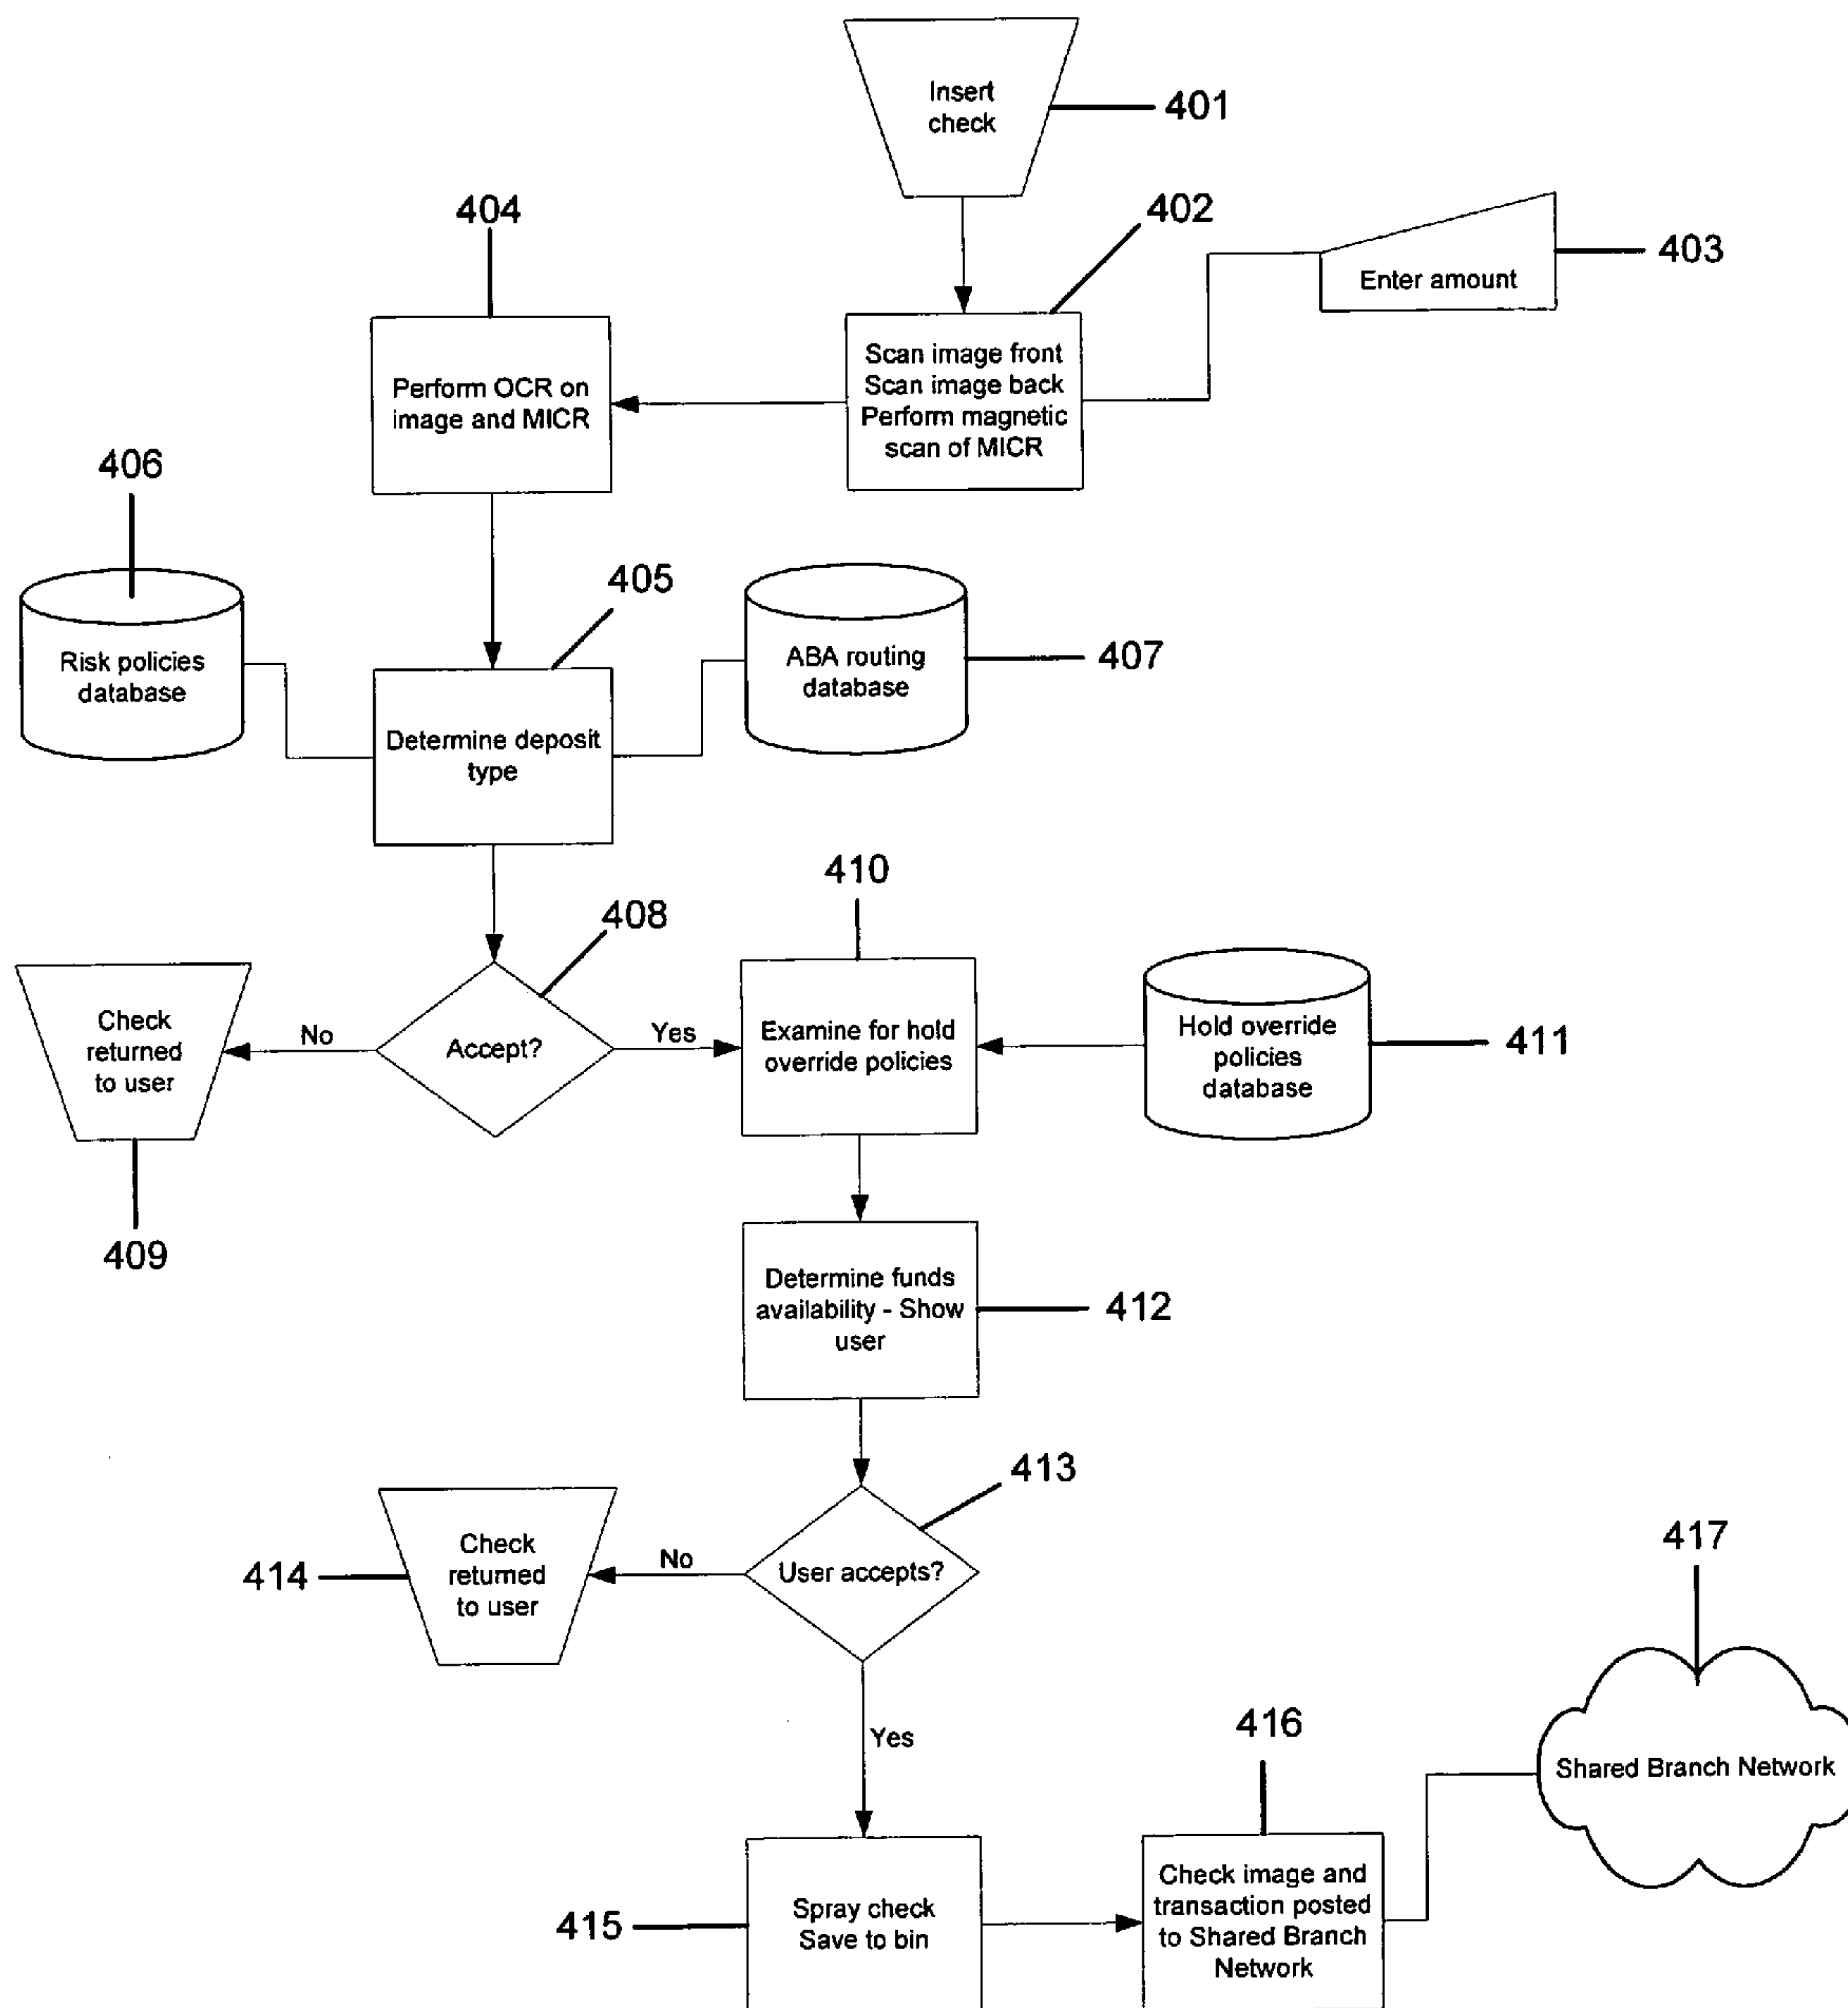 Insert
check
401
404
402
403
Enter amount
Perform OCR on
image and MICR
Scan image front
Scan image back
Perform magnetic
scan of MICR
406
405
407
Risk policies
database
ABA routing
database
Determine deposit
type
410
408
Check
returned
to user
No
Accept?
Yes
Examine for hold
override policies
Hold override
policies
database
411
409
Determine funds
availability - Show
user
412
413
414
Check
returned
to user
No
User accepts?
417
Yes
416
Shared Branch Network
415
Spray check
Save to bin
Check image and
transaction posted
to Shared Branch
Network